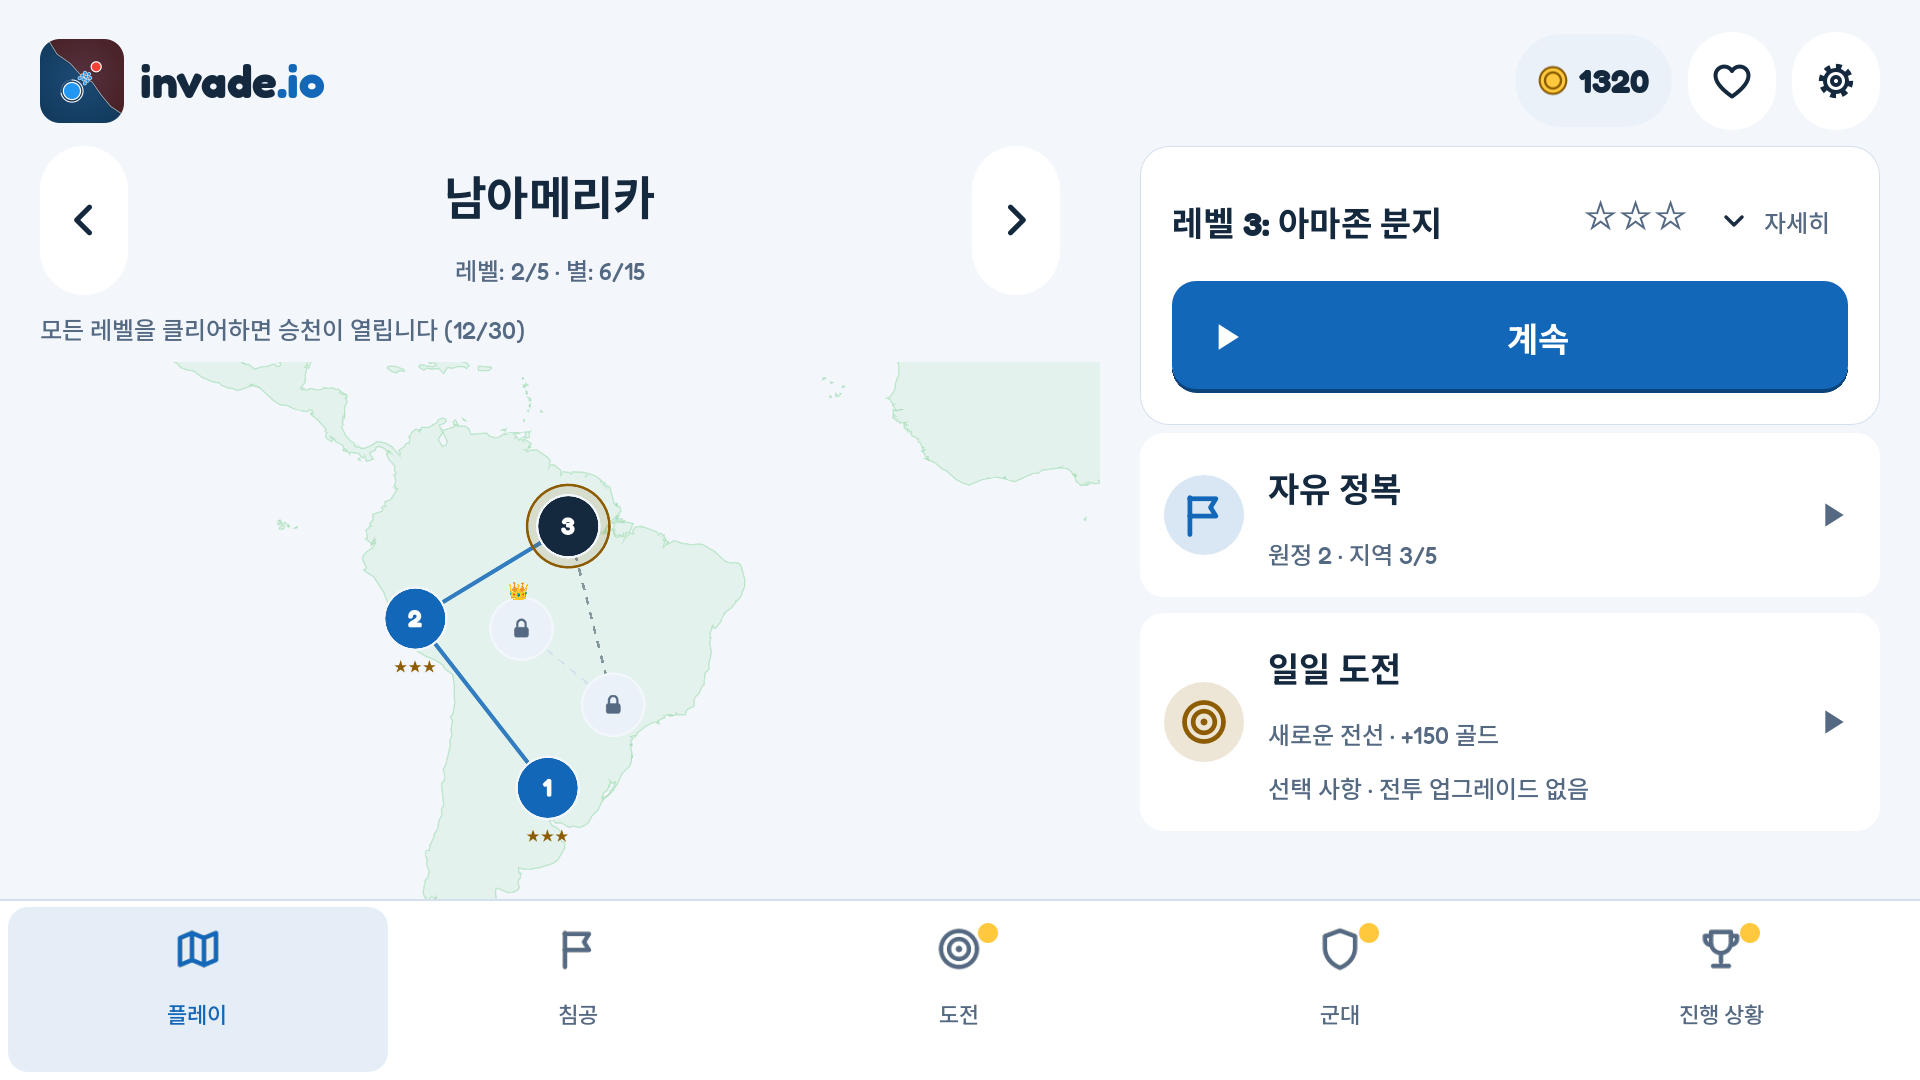 invade.io
1320
남아메리카
레벨: 2/5 · 별: 6/15
모든 레벨을 클리어하면 승천이 열립니다 (12/30)
3
2
★★★
1
★★★
레벨 3: 아마존 분지
☆☆☆
자세히
계속
자유 정복
원정 2 · 지역 3/5
일일 도전
새로운 전선 · +150 골드
선택 사항 · 전투 업그레이드 없음
플레이
침공
도전
군대
진행 상황